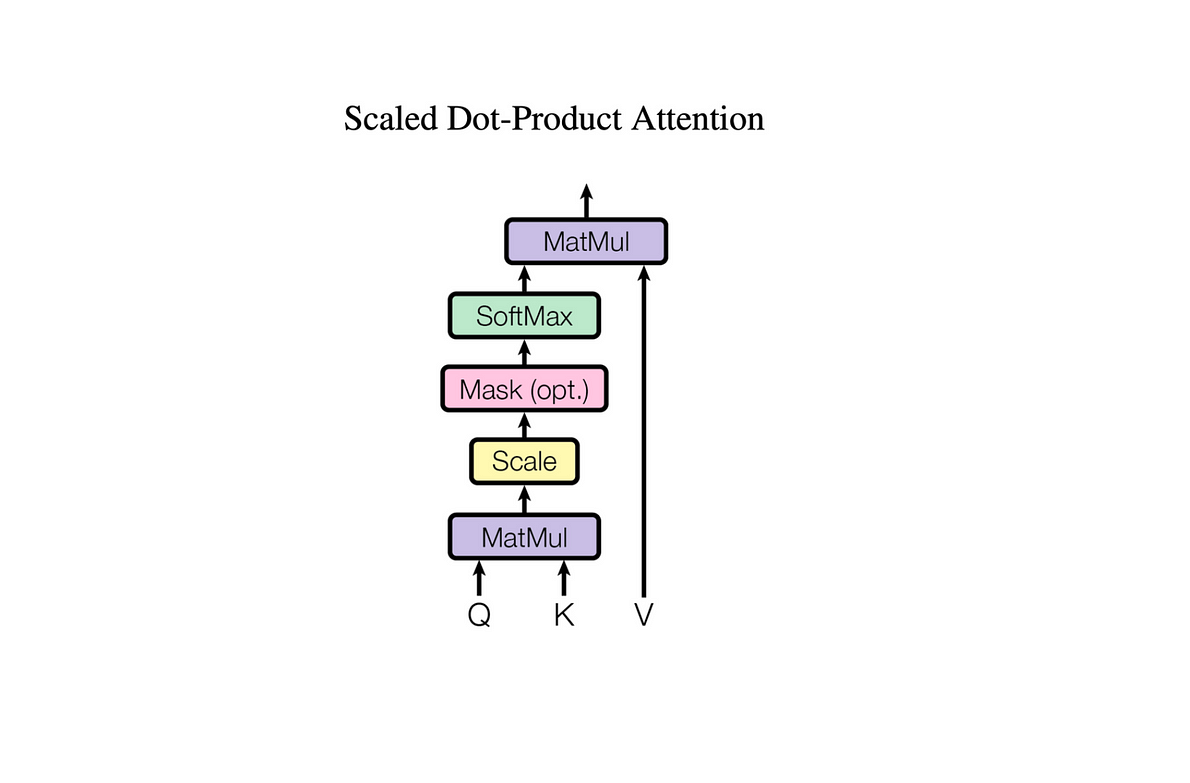 Scaled Dot-Product Attention
MatMul
SoftMax
Mask (opt.)
Scale
MatMul
Q K V